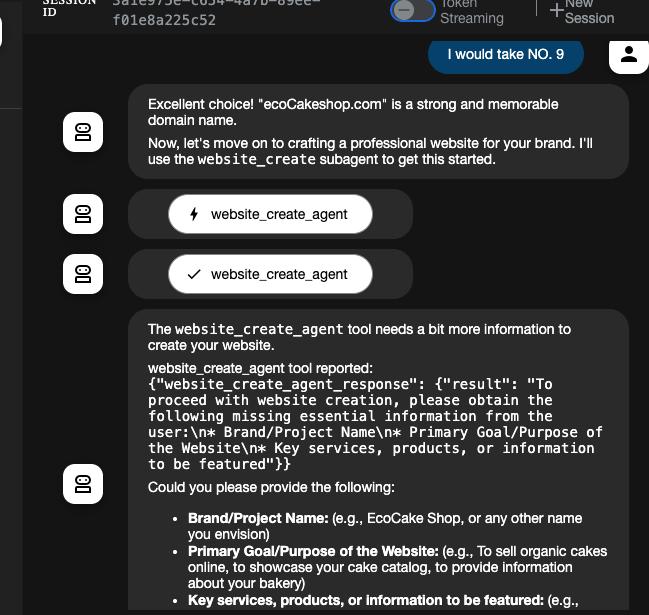 SESSION
ID
3a1e975e-c654-4a7b-89ee-
f01e8a225c52
Token
Streaming
New
Session
I would take NO. 9
Excellent choice! "ecoCakeshop.com" is a strong and memorable
domain name.
Now, let's move on to crafting a professional website for your brand. I'll
use the website_create subagent to get this started.
website_create_agent
website_create_agent
The website_create_agent tool needs a bit more information to
create your website.
website_create_agent tool reported:
{"website_create_agent_response": {"result": "To
proceed with website creation, please obtain the
following missing essential information from the
user:\n* Brand/Project Name\n* Primary Goal/Purpose of
the Website\n* Key services, products, or information
to be featured"}}
Could you please provide the following:
• Brand/Project Name: (e.g., EcoCake Shop, or any other name
you envision)
• Primary Goal/Purpose of the Website: (e.g., To sell organic cakes
online, to showcase your cake catalog, to provide information
about your bakery)
• Key services, products, or information to be featured: (e.g.,